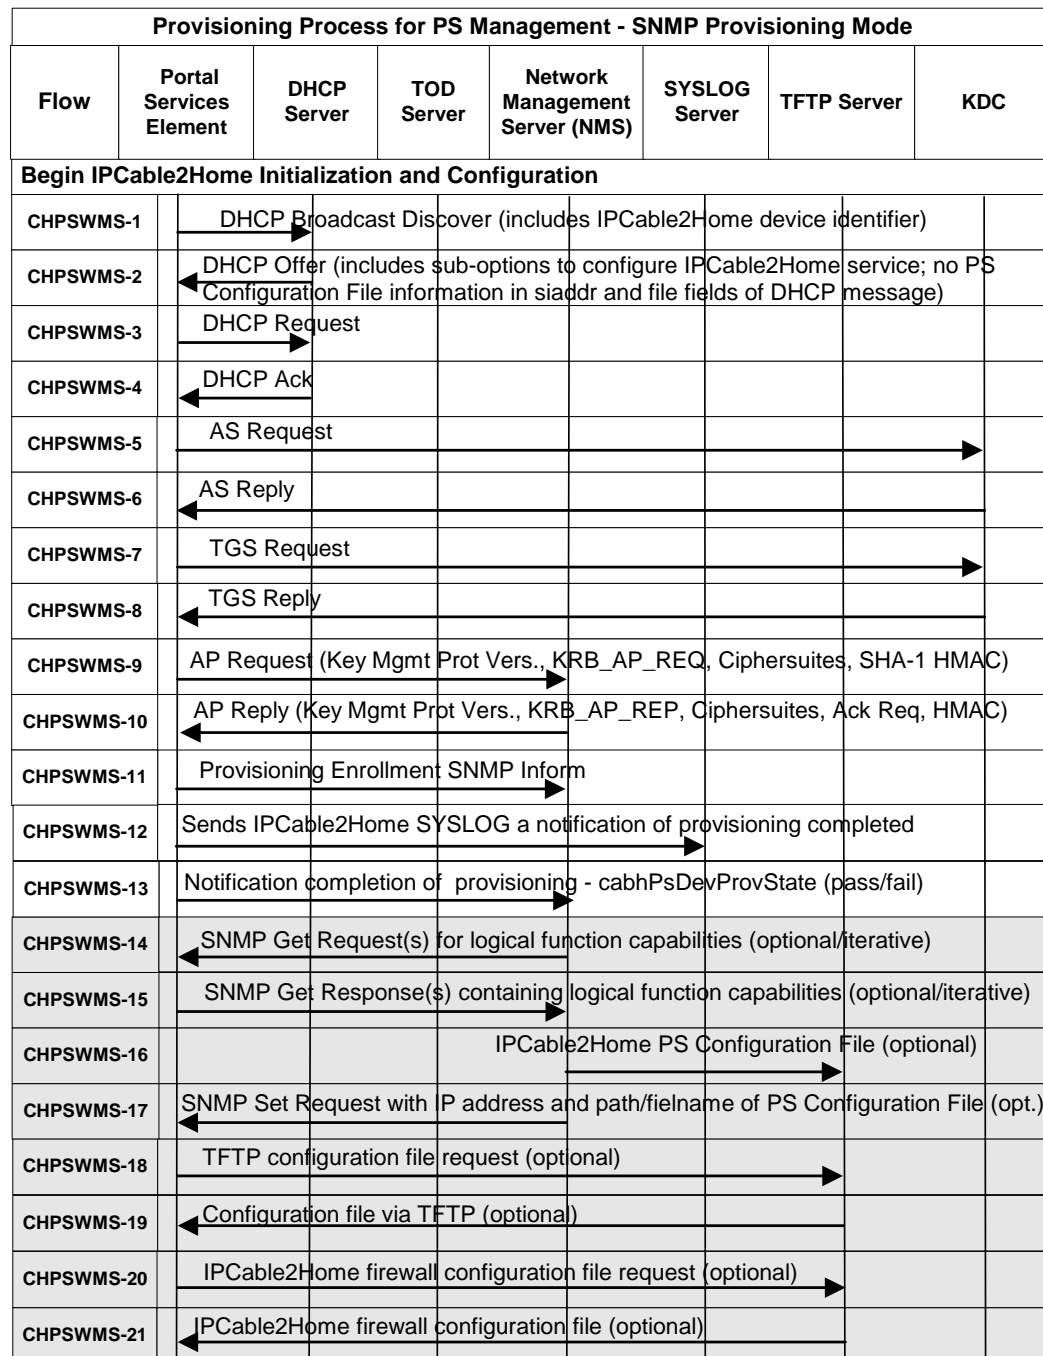 Provisioning Process for PS Management - SNMP Provisioning Mode
Flow
Portal
Services
Element
DHCP
Server
TOD
Server
Network
Management
Server (NMS)
SYSLOG
Server
TFTP Server
KDC
Begin IPCable2Home Initialization and Configuration
CHPSWMS-1
DHCP Broadcast Discover (includes IPCable2Home device identifier)
CHPSWMS-2
DHCP Offer (includes sub-options to configure IPCable2Home service; no PS
Configuration File information in siaddr and file fields of DHCP message)
CHPSWMS-3
DHCP Request
CHPSWMS-4
DHCP Ack
CHPSWMS-5
AS Request
CHPSWMS-6
AS Reply
CHPSWMS-7
TGS Request
CHPSWMS-8
TGS Reply
CHPSWMS-9
AP Request (Key Mgmt Prot Vers., KRB_AP_REQ, Ciphersuites, SHA-1 HMAC)
CHPSWMS-10
AP Reply (Key Mgmt Prot Vers., KRB_AP_REP, Ciphersuites, Ack Req, HMAC)
CHPSWMS-11
Provisioning Enrollment SNMP Inform
CHPSWMS-12
Sends IPCable2Home SYSLOG a notification of provisioning completed
CHPSWMS-13
Notification completion of provisioning - cabhPsDevProvState (pass/fail)
CHPSWMS-14
SNMP Get Request(s) for logical function capabilities (optional/iterative)
CHPSWMS-15
SNMP Get Response(s) containing logical function capabilities (optional/iterative)
CHPSWMS-16
IPCable2Home PS Configuration File (optional)
CHPSWMS-17
SNMP Set Request with IP address and path/fielname of PS Configuration File (opt.)
CHPSWMS-18
TFTP configuration file request (optional)
CHPSWMS-19
Configuration file via TFTP (optional)
CHPSWMS-20
IPCable2Home firewall configuration file request (optional)
CHPSWMS-21
IPCable2Home firewall configuration file (optional)